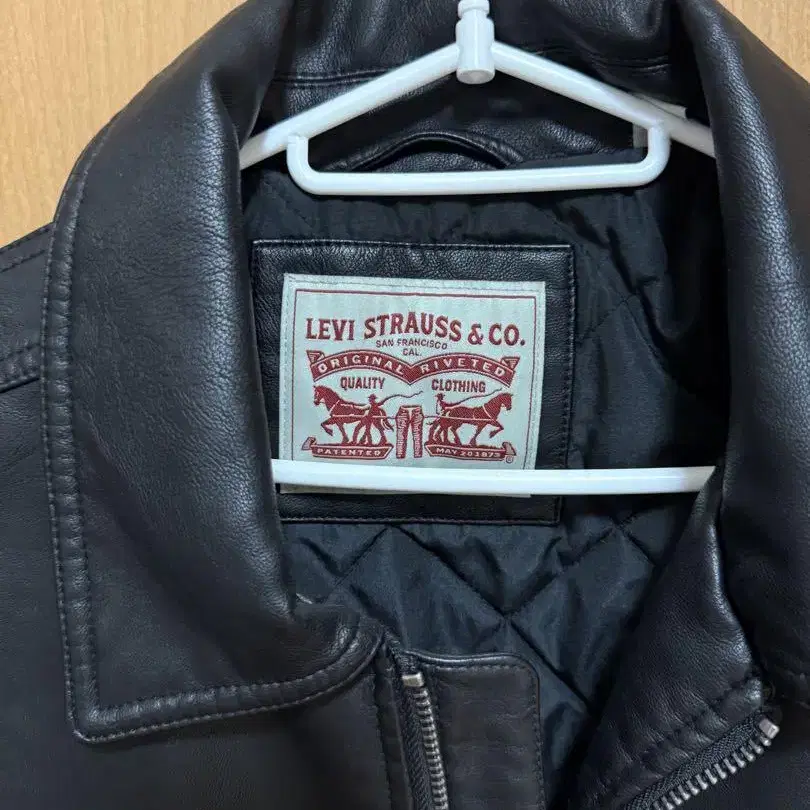 LEVI STRAUSS & CO.
SAN FRANCISCO
CAL.
ORIGINAL RIVETED
QUALITY CLOTHING
PATENTED MAY 20 1873